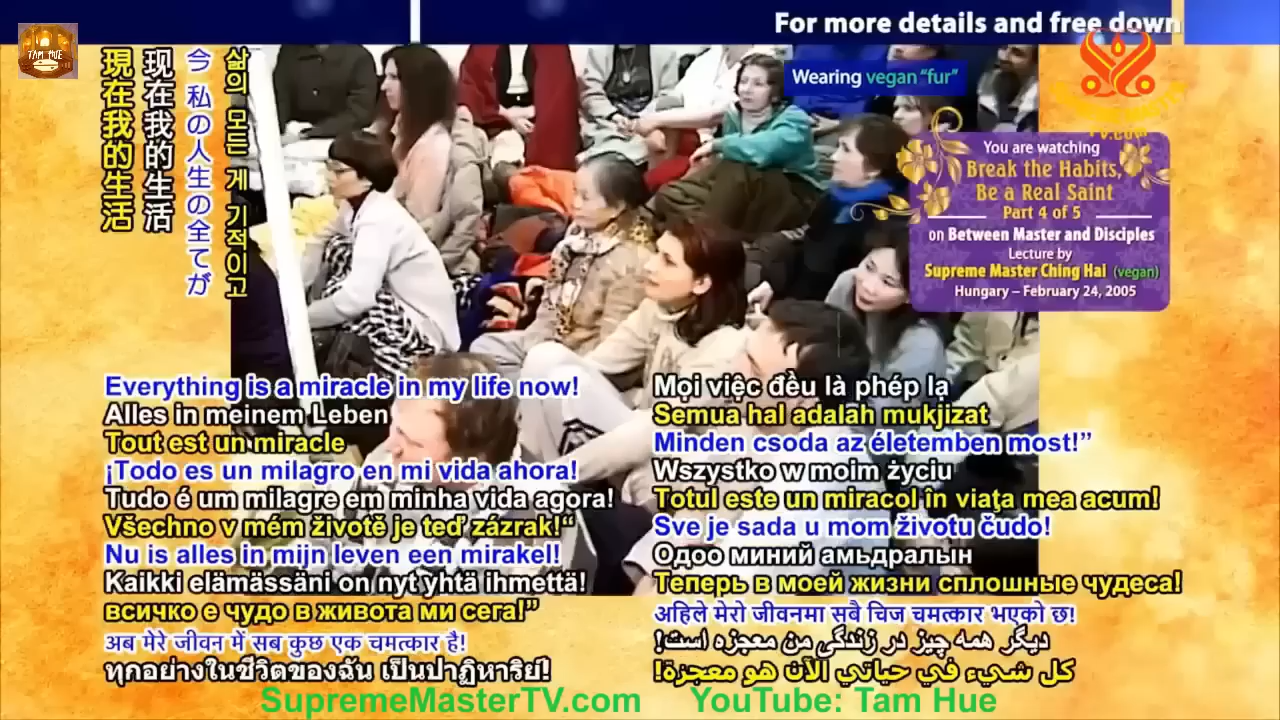 For more details and free down
TAM HUE
Wearing vegan "fur"
TV.com
You are watching
Break the Habits,
Be a Real Saint
Part 4 of 5
on Between Master and Disciples
Lecture by
Supreme Master Ching Hai (vegan)
Hungary – February 24, 2005
現在我的生活
现在我的生活
今 私の人生の全てが
삶의 모든 게 기적이고
Everything is a miracle in my life now!
Alles in meinem Leben
Tout est un miracle
¡Todo es un milagro en mi vida ahora!
Tudo é um milagre em minha vida agora!
Všechno v mém životě je teď zázrak!“
Nu is alles in mijn leven een mirakel!
Kaikki elämässäni on nyt yhtä ihmettä!
всичко е чудо в живота ми сега!”
अब मेरे जीवन में सब कुछ एक चमत्कार है!
ทุกอย่างในชีวิตของฉัน เป็นปาฏิหาริย์!
Mọi việc đều là phép lạ
Semua hal adalah mukjizat
Minden csoda az életemben most!”
Wszystko w moim życiu
Totul este un miracol în viaţa mea acum!
Sve je sada u mom životu čudo!
Одоо миний амьдралын
Теперь в моей жизни сплошные чудеса!
अहिले मेरो जीवनमा सबै चिज चमत्कार भएको छ!
دیگر همه چیز در زندگی من معجزه است!
كل شيء في حياتي الآن هو معجزة!
SupremeMasterTV.com YouTube: Tam Hue